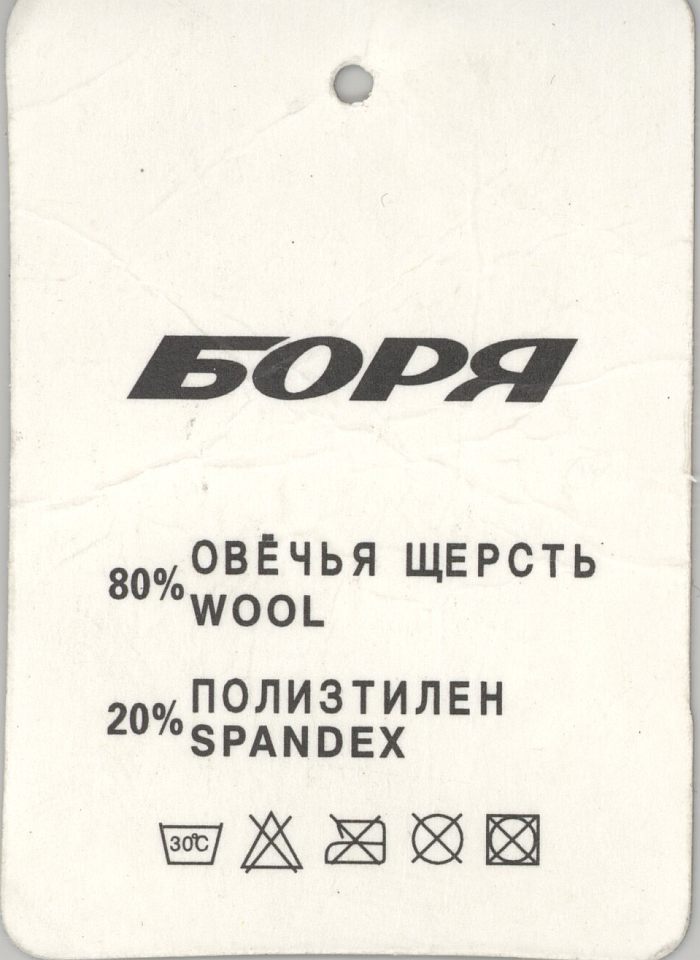 БОРЯ
80% ОВЁЧЬЯ ЩЕРСТЬ
WOOL
20% ПОЛИЗТИЛЕН
SPANDEX
30℃